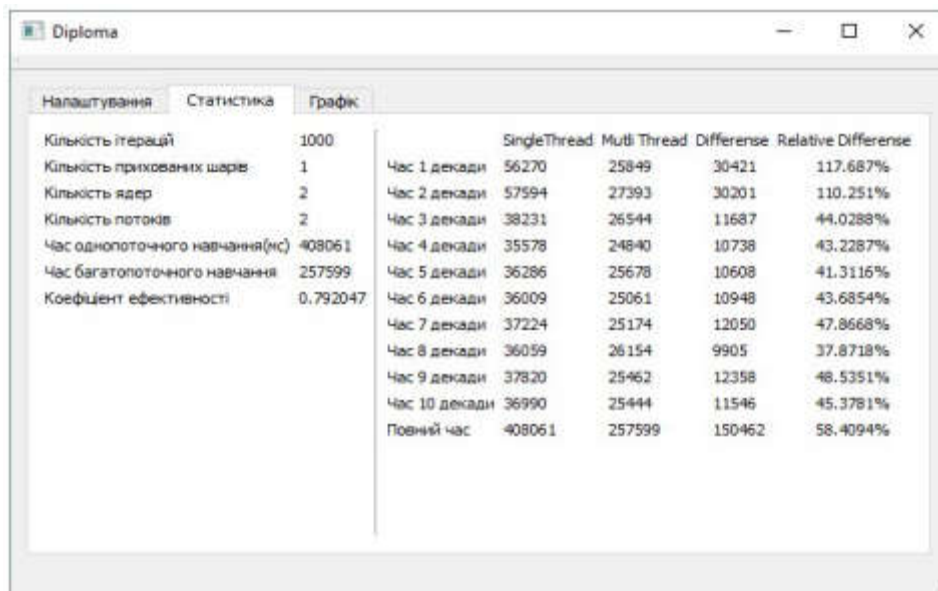 Diploma
Налаштування Статистика Графік
Кількість ітерацій 1000
Кількість прихованих шарів 1
Кількість ядер 2
Кількість потоків 2
Час однопоточного навчання(мс) 408061
Час багатопоточного навчання 257599
Коефіцієнт ефективності 0.792047
SingleThread Mutli Thread Differense Relative Differense
Час 1 декади 56270 25849 30421 117.687%
Час 2 декади 57594 27393 30201 110.251%
Час 3 декади 38231 26544 11687 44.0288%
Час 4 декади 35578 24840 10738 43.2287%
Час 5 декади 36286 25678 10608 41.3116%
Час 6 декади 36009 25061 10948 43.6854%
Час 7 декади 37224 25174 12050 47.8668%
Час 8 декади 36059 26154 9905 37.8718%
Час 9 декади 37820 25462 12358 48.5351%
Час 10 декади 36990 25444 11546 45.3781%
Повний час 408061 257599 150462 58.4094%